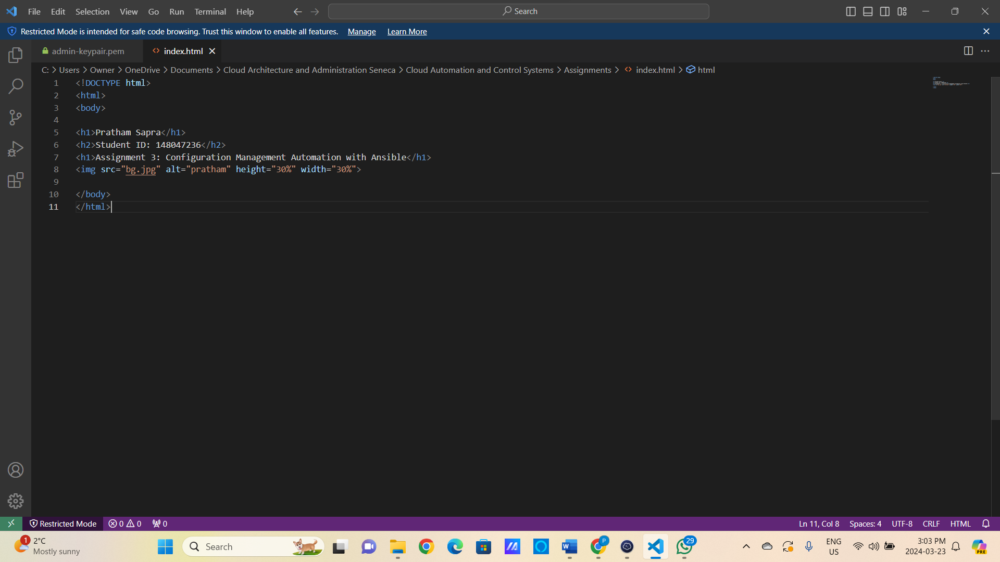 File Edit Selection View Go Run Terminal Help Search
Restricted Mode is intended for safe code browsing. Trust this window to enable all features. Manage Learn More
admin-keypair.pem index.html
C: > Users > Owner > OneDrive > Documents > Cloud Architecture and Administration Seneca > Cloud Automation and Control Systems > Assignments > index.html > html
1 <!DOCTYPE html>
2 <html>
3 <body>
4
5 <h1>Pratham Sapra</h1>
6 <h2>Student ID: 148047236</h2>
7 <h1>Assignment 3: Configuration Management Automation with Ansible</h1>
8 <img src="bg.jpg" alt="pratham" height="30%" width="30%">
9
10 </body>
11 </html>
Restricted Mode 0 0 0 Ln 11, Col 8 Spaces: 4 UTF-8 CRLF HTML
1 2°C
Mostly sunny
Search
W
P
29
ENG
US
3:03 PM
2024-03-23
PRE